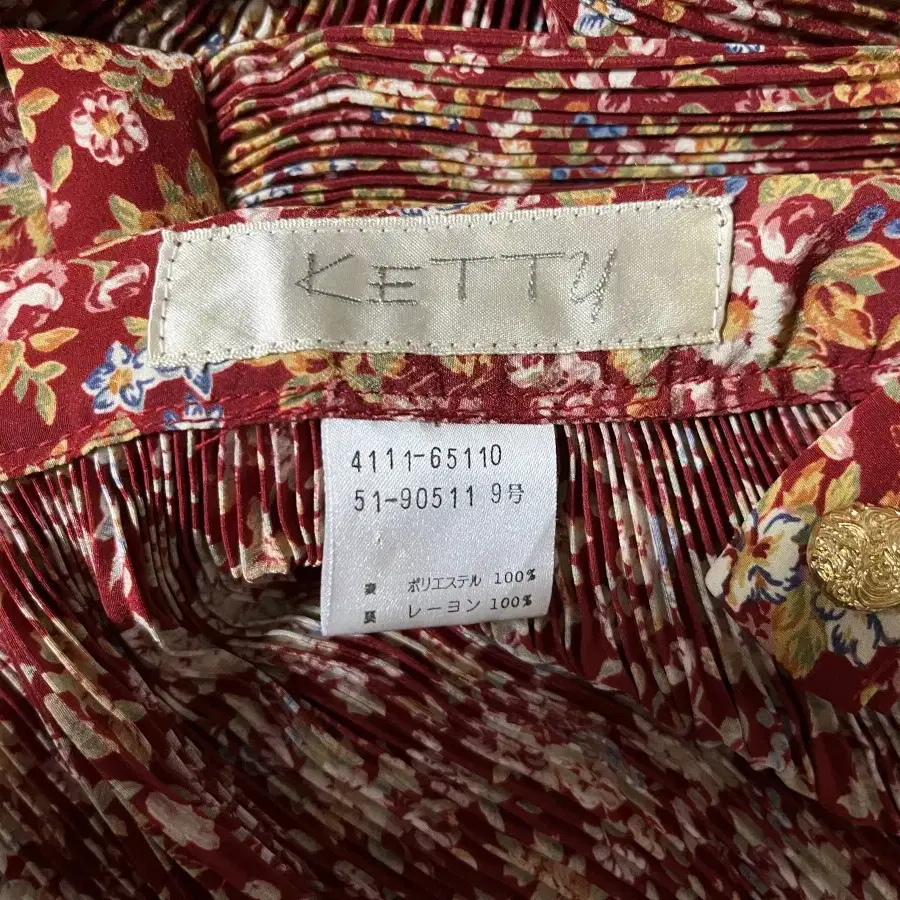 KETTY
4111-65110
51-90511 9号
表 ポリエステル 100%
裏 レーヨン 100%